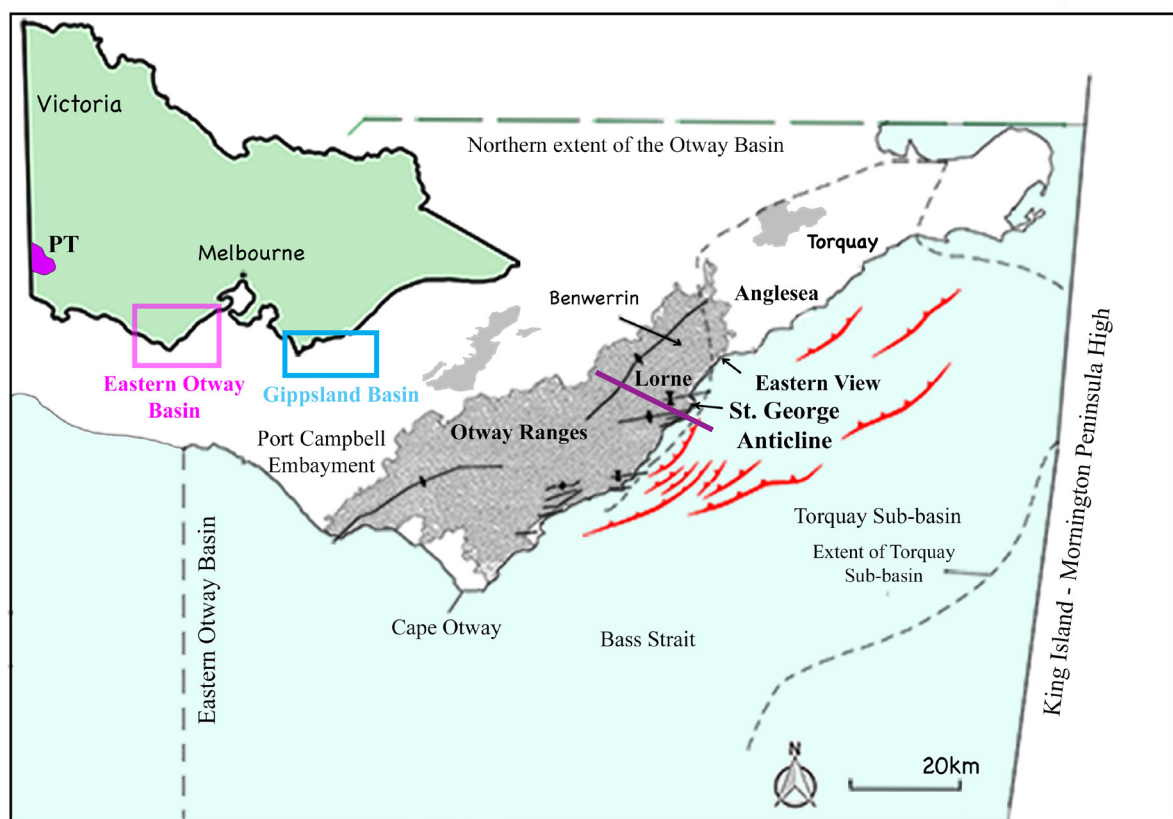 Victoria
Northern extent of the Otway Basin
PT
Melbourne
Torquay
Benwerrin
Anglesea
Eastern Otway
Basin
Gippsland Basin
Lorne
Eastern View
St. George
Anticline
Port Campbell
Embayment
Otway Ranges
Torquay Sub-basin
Extent of Torquay
Sub-basin
Eastern Otway Basin
Cape Otway
Bass Strait
King Island - Mornington Peninsula High
N
20km